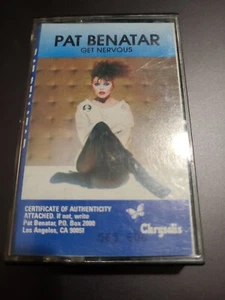 PAT BENATAR
GET NERVOUS
CERTIFICATE OF AUTHENTICITY
ATTACHED. If not, write
Pat Benatar, P.O. Box 2900
Los Angeles, CA 90051
Chrysalis